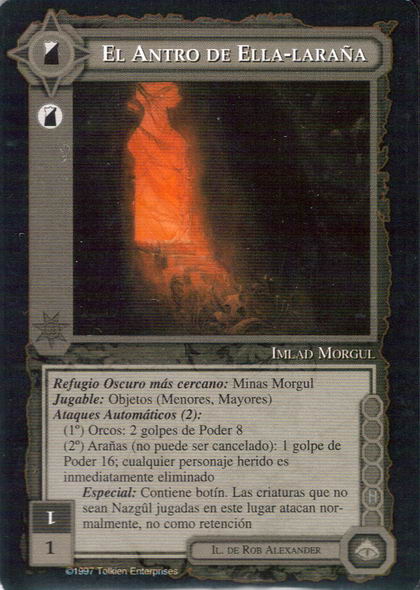 El Antro de Ella-laraña
Imlad Morgul
Refugio Oscuro más cercano: Minas Morgul
Jugable: Objetos (Menores, Mayores)
Ataques Automáticos (2):
(1º) Orcos: 2 golpes de Poder 8
(2º) Arañas (no puede ser cancelado): 1 golpe de
Poder 16; cualquier personaje herido es
inmediatamente eliminado
Especial: Contiene botín. Las criaturas que no
sean Nazgûl jugadas en este lugar atacan nor-
malmente, no como retención
1
1
Il. de Rob Alexander
©1997 Tolkien Enterprises